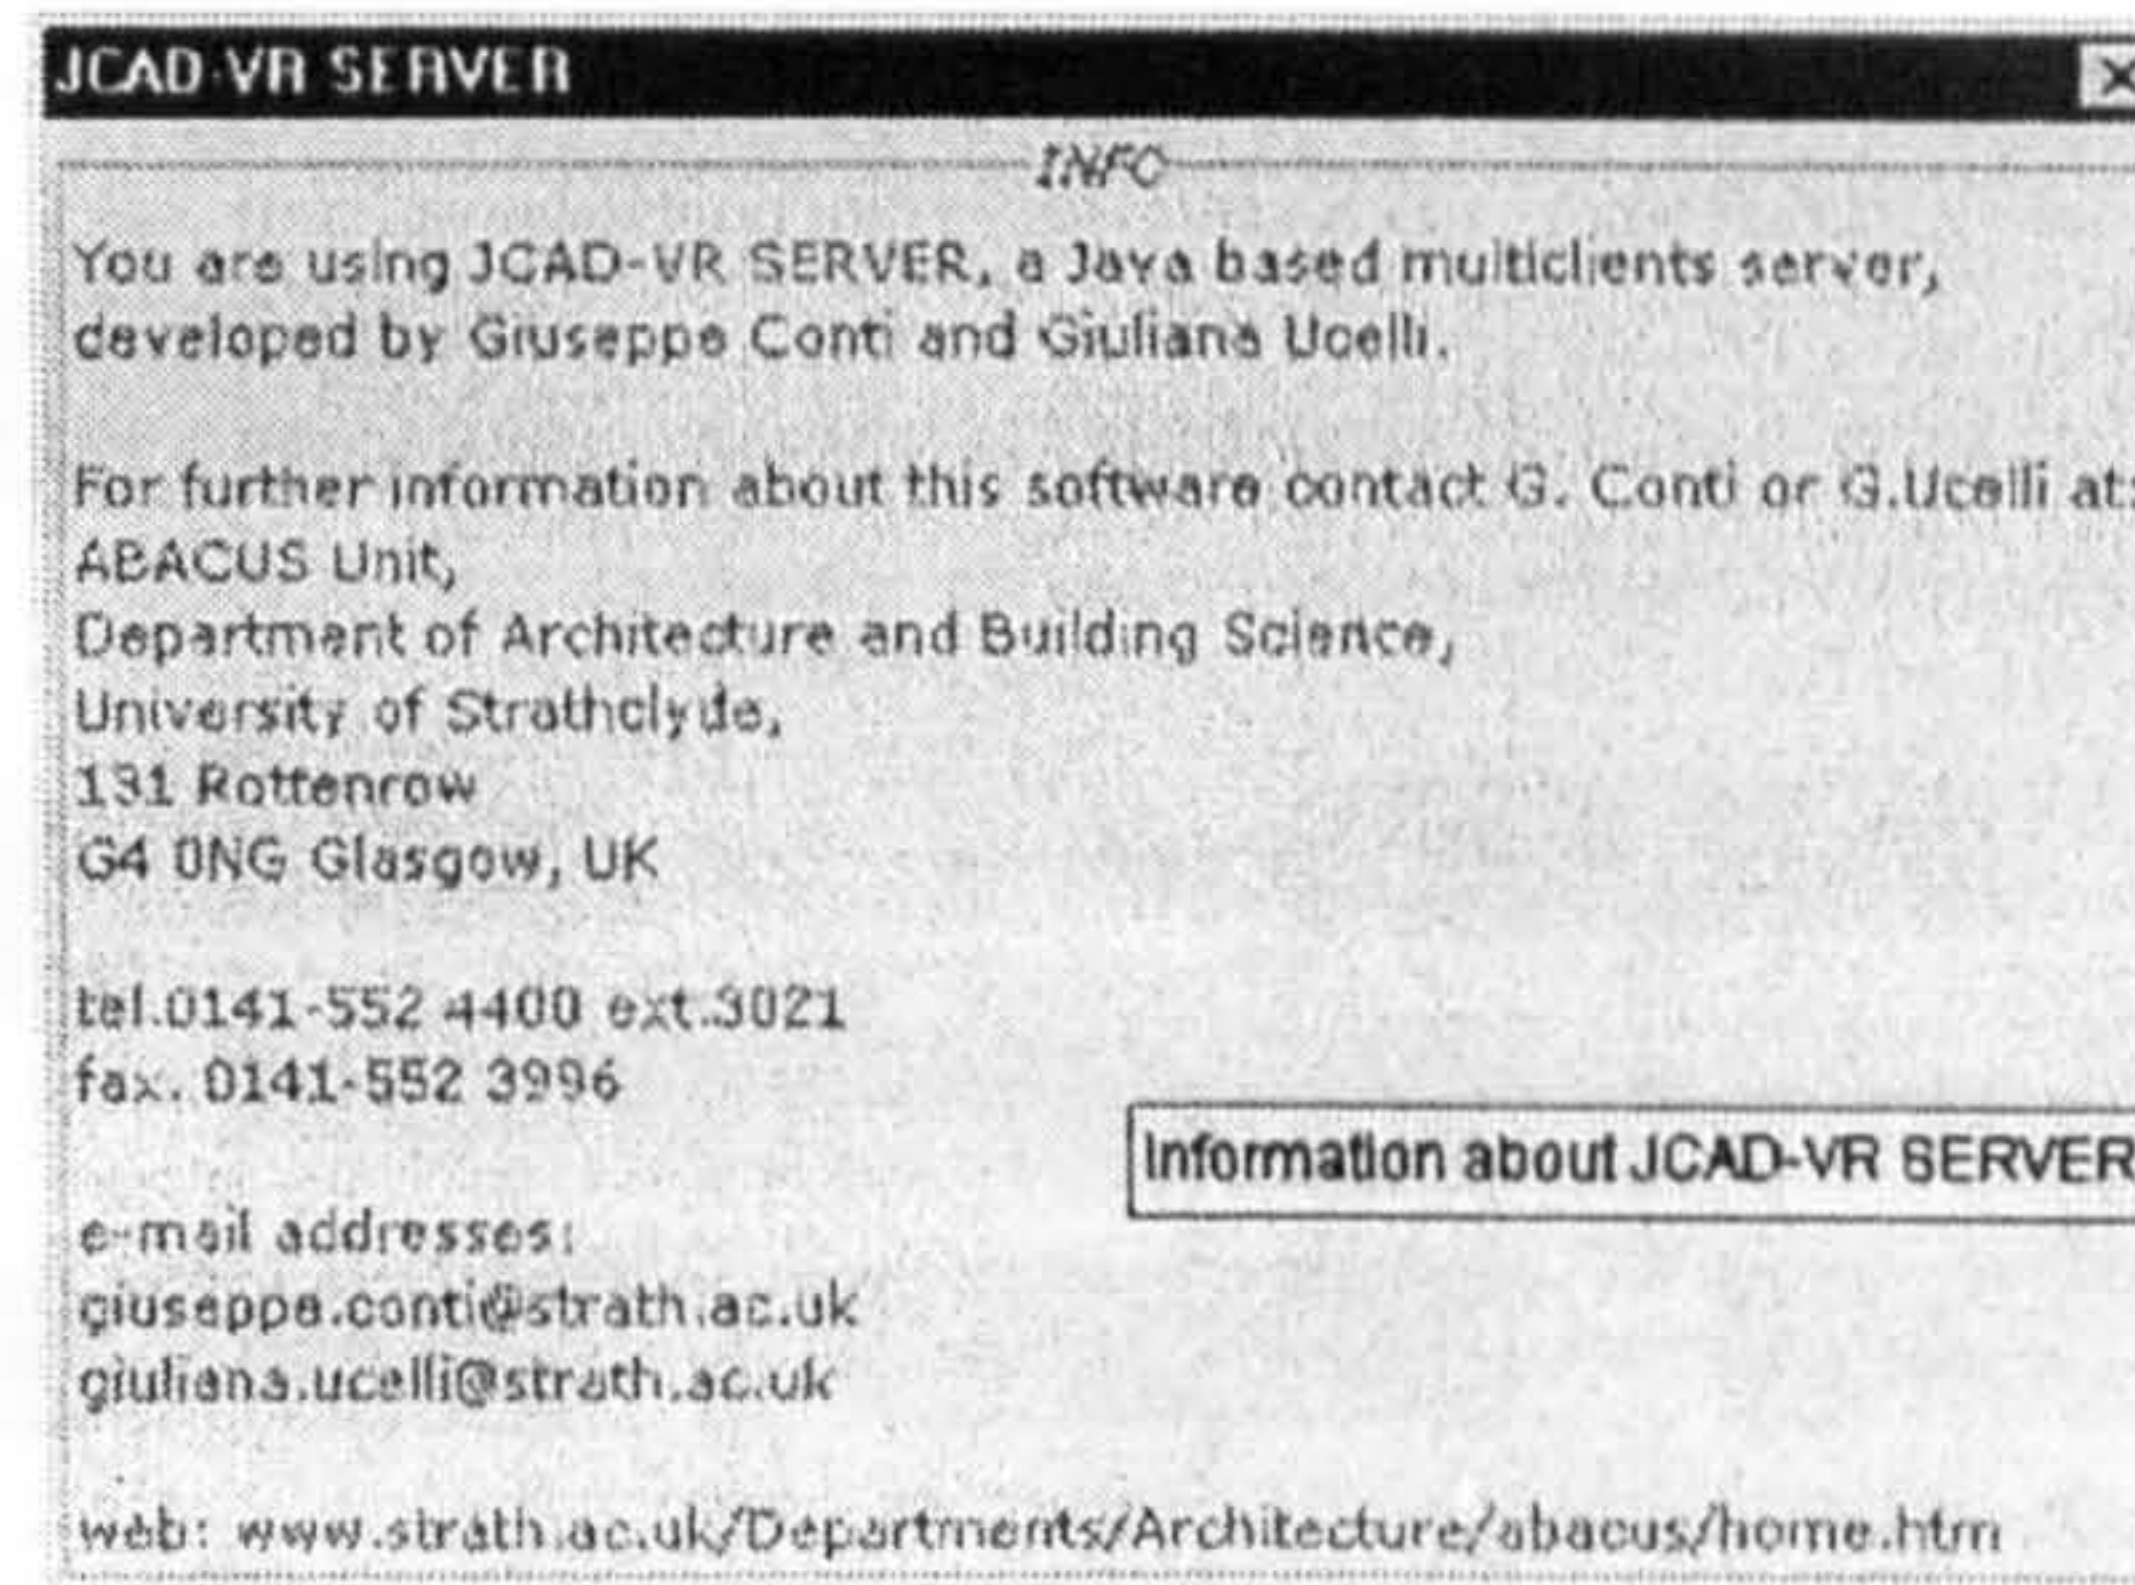 JCAD-VR SERVER
INFO
You are using JCAD-VR SERVER, a Java based multiclients server,
developed by Giuseppe Conti and Giuliana Ucelli.
For further information about this software contact G. Conti or G.Ucelli at:
ABACUS Unit,
Department of Architecture and Building Science,
University of Strathclyde,
131 Rottenrow
G4 0NG Glasgow, UK
tel.0141-552 4400 ext.3021
fax. 0141-552 3996
Information about JCAD-VR SERVER
e-mail addresses:
giuseppe.conti@strath.ac.uk
giuliana.ucelli@strath.ac.uk
web: www.strath.ac.uk/Departments/Architecture/abacus/home.htm